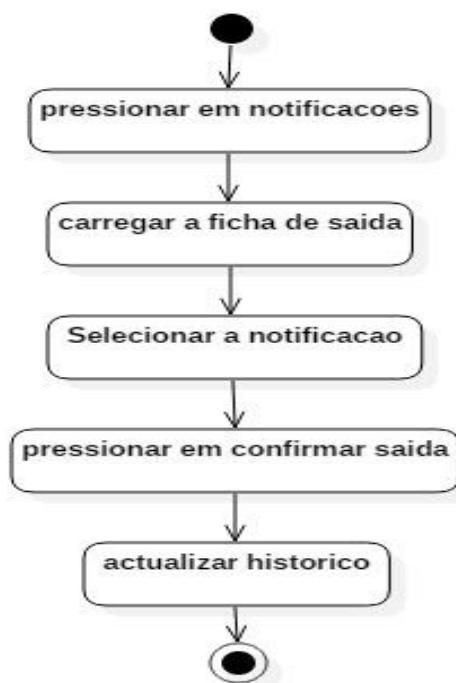 pressionar em notificacoes
carregar a ficha de saida
Selecionar a notificacao
pressionar em confirmar saida
actualizar historico